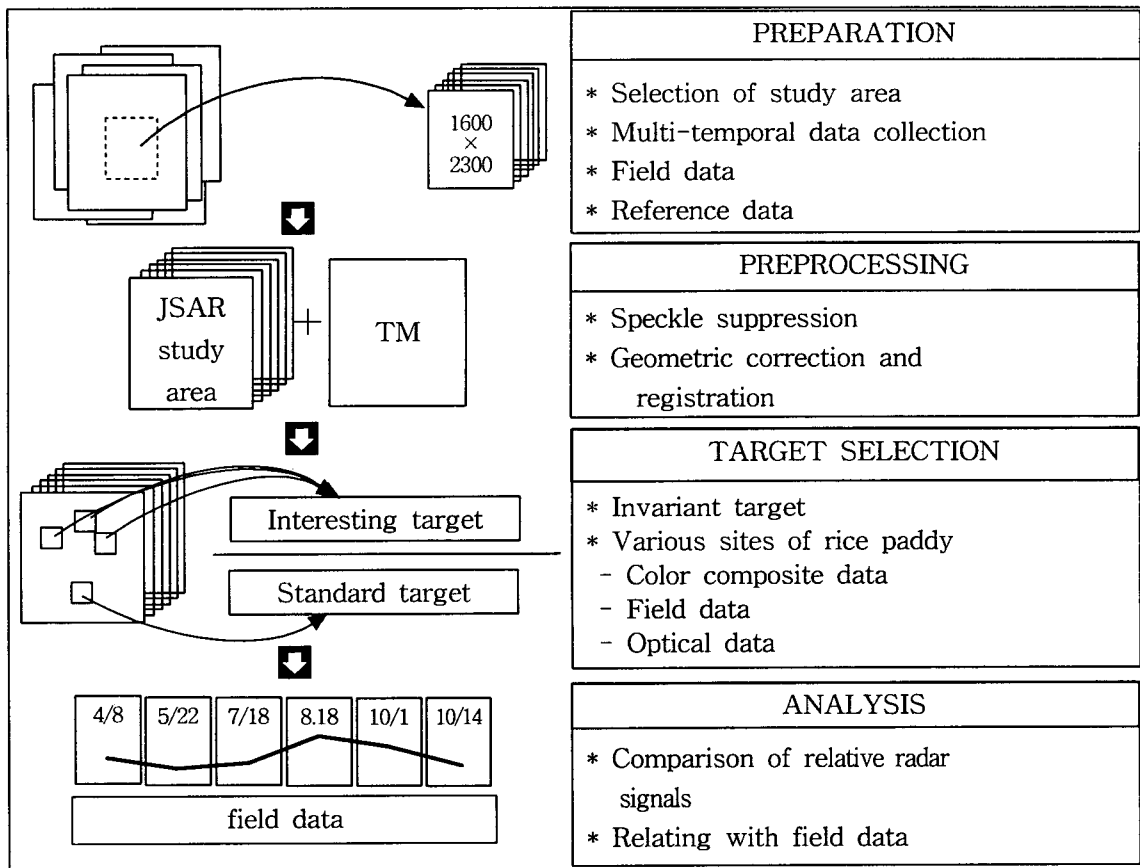 1600
×
2300
PREPARATION
* Selection of study area
* Multi-temporal data collection
* Field data
* Reference data
JSAR
study
area
+
TM
PREPROCESSING
* Speckle suppression
* Geometric correction and
registration
Interesting target
Standard target
TARGET SELECTION
* Invariant target
* Various sites of rice paddy
- Color composite data
- Field data
- Optical data
4/8 5/22 7/18 8.18 10/1 10/14
field data
ANALYSIS
* Comparison of relative radar
signals
* Relating with field data